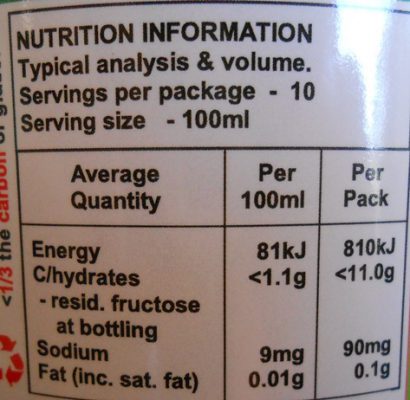 NUTRITION INFORMATION
Typical analysis & volume.
Servings per package - 10
Serving size - 100ml
Average Quantity Per 100ml Per Pack
Energy 81kJ 810kJ
C/hydrates <1.1g <11.0g
- resid. fructose
at bottling
Sodium 9mg 90mg
Fat (inc. sat. fat) 0.01g 0.1g
<1/3 the carbon